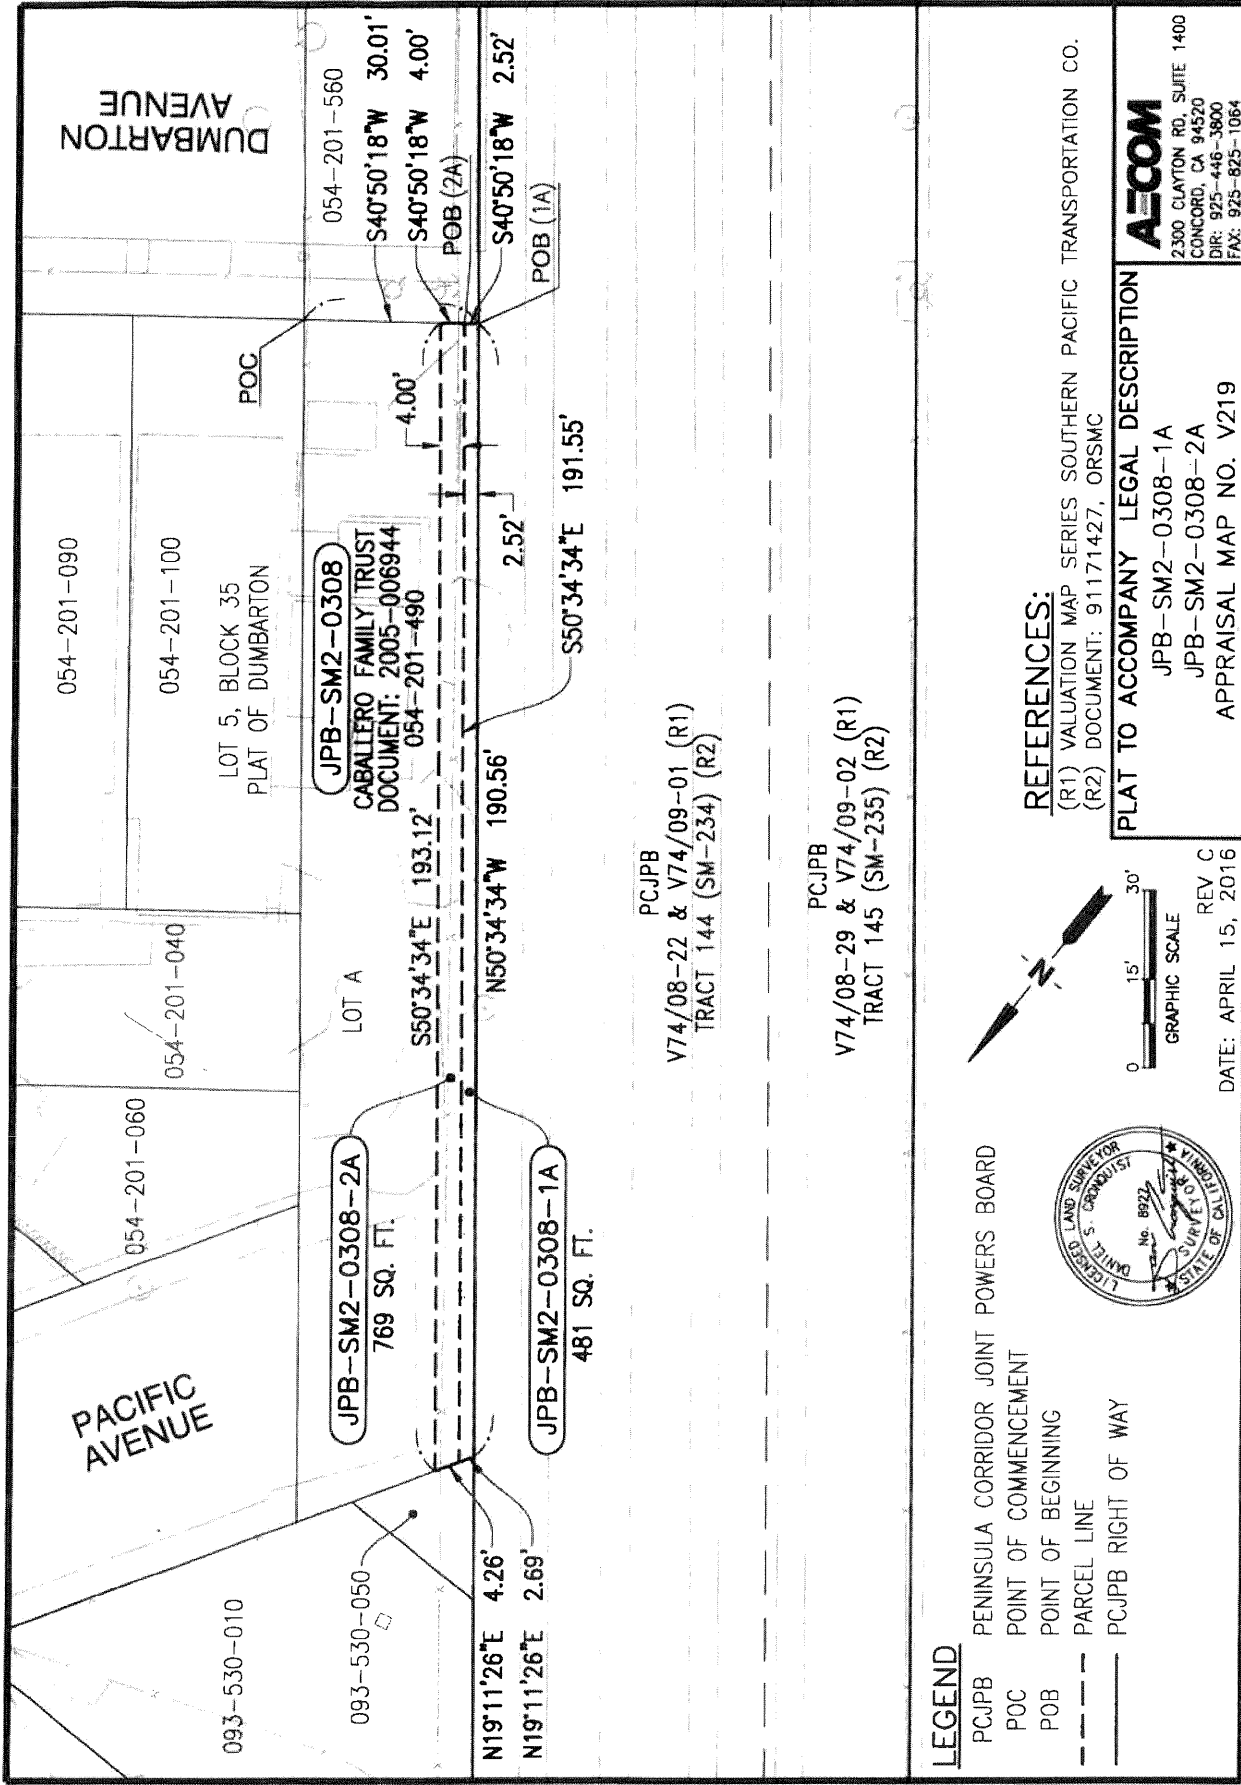 DUMBARTON
AVENUE
054-201-560
S40°50'18"W 30.01'
S40°50'18"W 4.00'
POB (2A)
S40°50'18"W 2.52'
POB (1A)
POC
4.00'
2.52'
S50°34'34"E 191.55'
054-201-090
054-201-100
LOT 5, BLOCK 35
PLAT OF DUMBARTON
JPB-SM2-0308
CABALLERO FAMILY TRUST
DOCUMENT: 2005-006944
054-201-490
S50°34'34"E 193.12'
N50°34'34"W 190.56'
054-201-040
LOT A
054-201-060
PACIFIC
AVENUE
JPB-SM2-0308-2A
769 SQ. FT.
JPB-SM2-0308-1A
481 SQ. FT.
093-530-010
093-530-050
N19°11'26"E 4.26'
N19°11'26"E 2.69'
PCJPB
V74/08-22 & V74/09-01 (R1)
TRACT 144 (SM-234) (R2)
PCJPB
V74/08-29 & V74/09-02 (R1)
TRACT 145 (SM-235) (R2)
LEGEND
PCJPB PENINSULA CORRIDOR JOINT POWERS BOARD
POC POINT OF COMMENCEMENT
POB POINT OF BEGINNING
PARCEL LINE
PCJPB RIGHT OF WAY
LICENSED LAND SURVEYOR
DANIEL S. CRONQUIST
No. 8922
SURVEYOR
STATE OF CALIFORNIA
N
0 15' 30'
GRAPHIC SCALE
REV C
DATE: APRIL 15, 2016
REFERENCES:
(R1) VALUATION MAP SERIES SOUTHERN PACIFIC TRANSPORTATION CO.
(R2) DOCUMENT: 91171427, ORSMC
PLAT TO ACCOMPANY LEGAL DESCRIPTION
JPB-SM2-0308-1A
JPB-SM2-0308-2A
APPRAISAL MAP NO. V219
AECOM
2300 CLAYTON RD, SUITE 1400
CONCORD, CA 94520
DIR: 925-446-3800
FAX: 925-825-1064